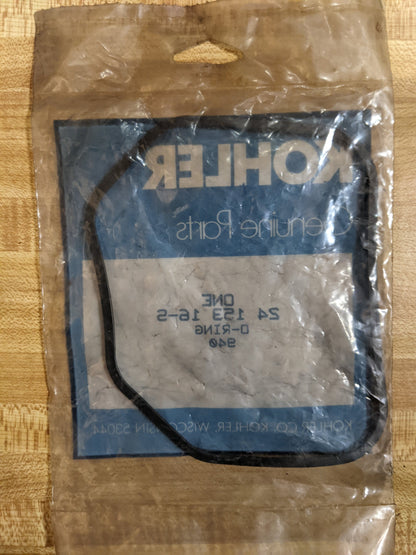 KOHLER
Genuine Parts
ONE
24 153 16-S
O-RING
940
KOHLER CO., KOHLER, WISCONSIN 53044